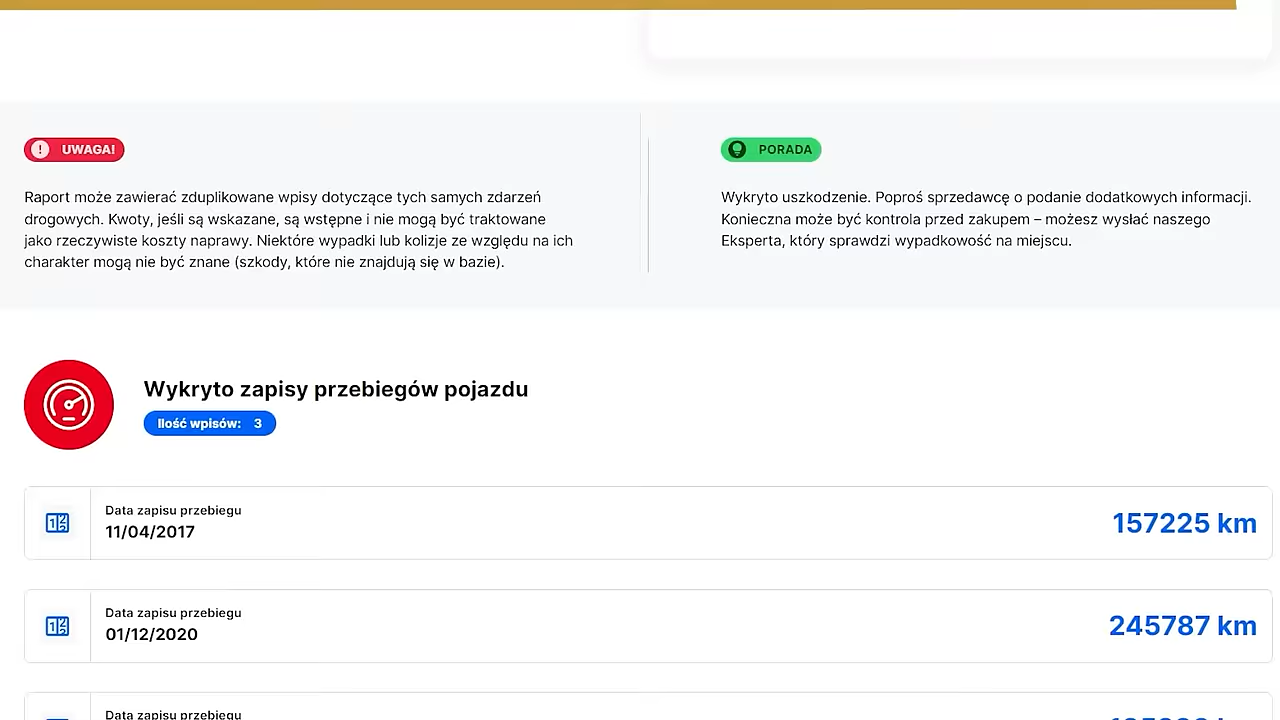 UWAGA!
Raport może zawierać zduplikowane wpisy dotyczące tych samych zdarzeń
drogowych. Kwoty, jeśli są wskazane, są wstępne i nie mogą być traktowane
jako rzeczywiste koszty naprawy. Niektóre wypadki lub kolizje ze względu na ich
charakter mogą nie być znane (szkody, które nie znajdują się w bazie).
PORADA
Wykryto uszkodzenie. Poproś sprzedawcę o podanie dodatkowych informacji.
Konieczna może być kontrola przed zakupem – możesz wysłać naszego
Eksperta, który sprawdzi wypadkowość na miejscu.
Wykryto zapisy przebiegów pojazdu
Ilość wpisów: 3
Data zapisu przebiegu
11/04/2017
157225 km
Data zapisu przebiegu
01/12/2020
245787 km
Data zapisu przebiegu